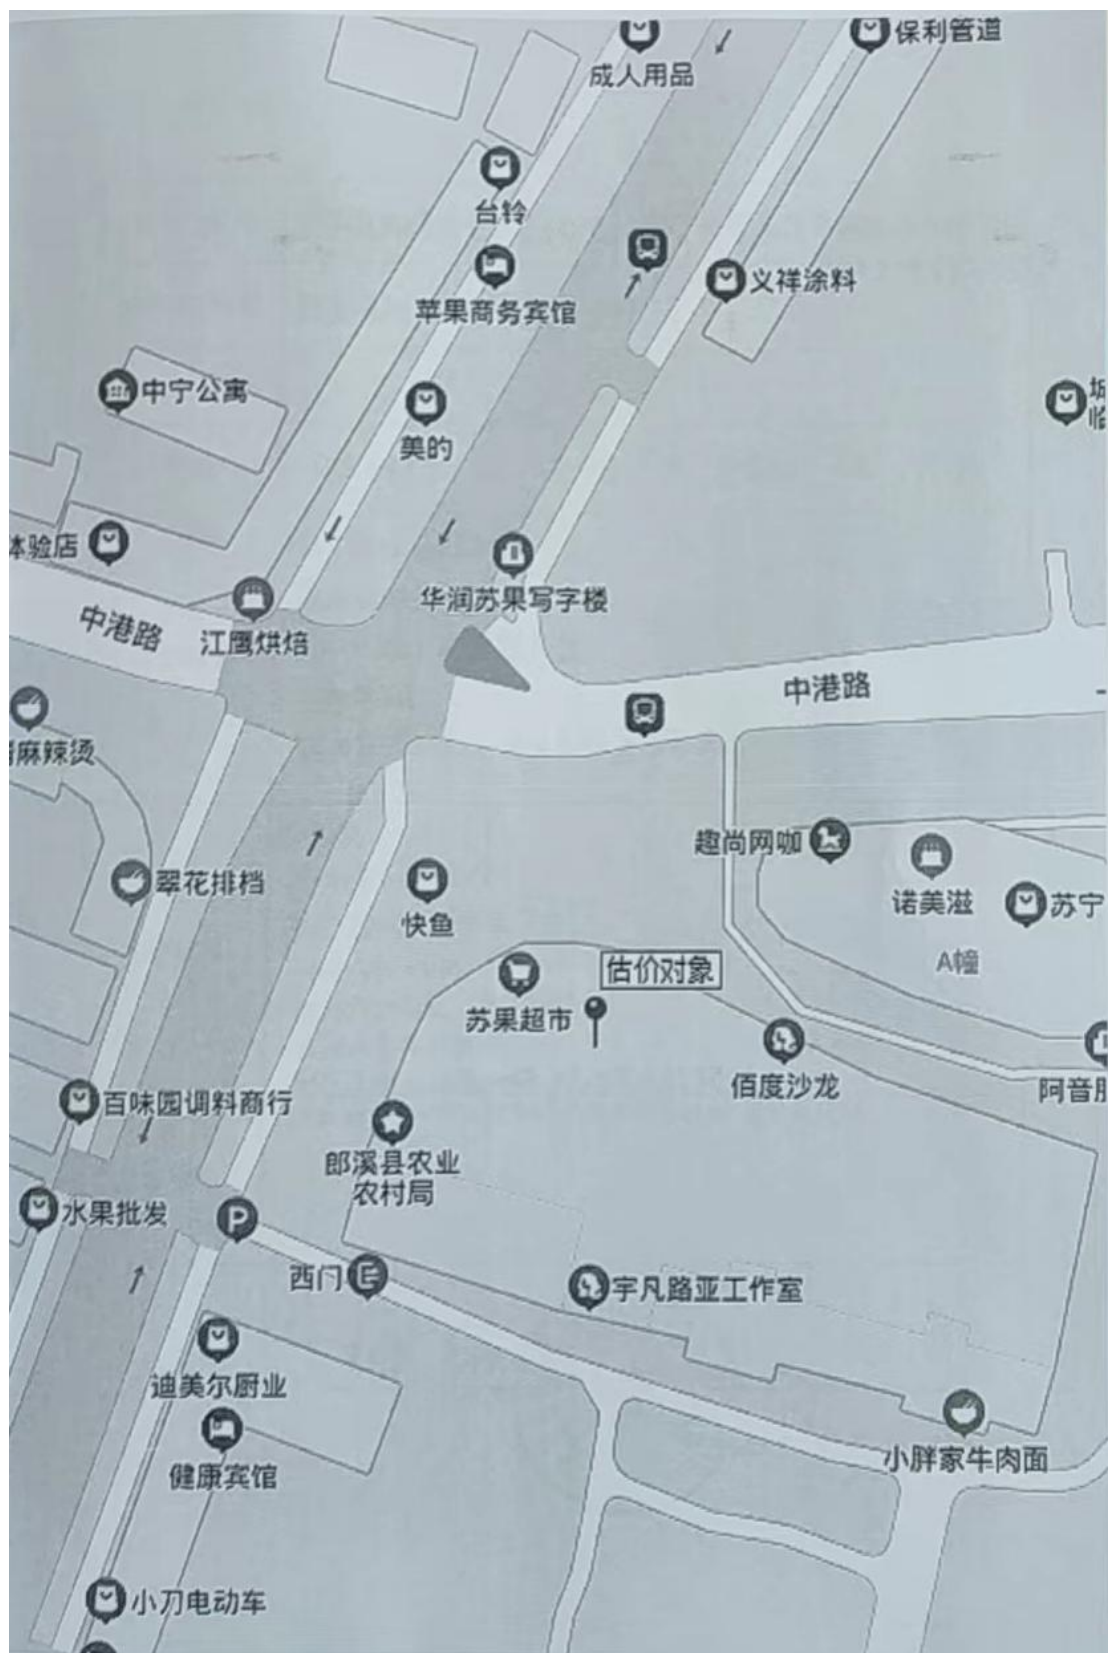 保利管道
成人用品
台铃
苹果商务宾馆
义祥涂料
中宁公寓
美的
体验店
华润苏果写字楼
中港路
江鹰烘焙
中港路
麻辣烫
趣尚网咖
翠花排档
快鱼
诺美滋
苏宁
A幢
估价对象
苏果超市
佰度沙龙
阿音
百味园调料商行
郎溪县农业
农村局
水果批发
P
西门
E
宇凡路亚工作室
迪美尔厨业
小胖家牛肉面
健康宾馆
小刀电动车